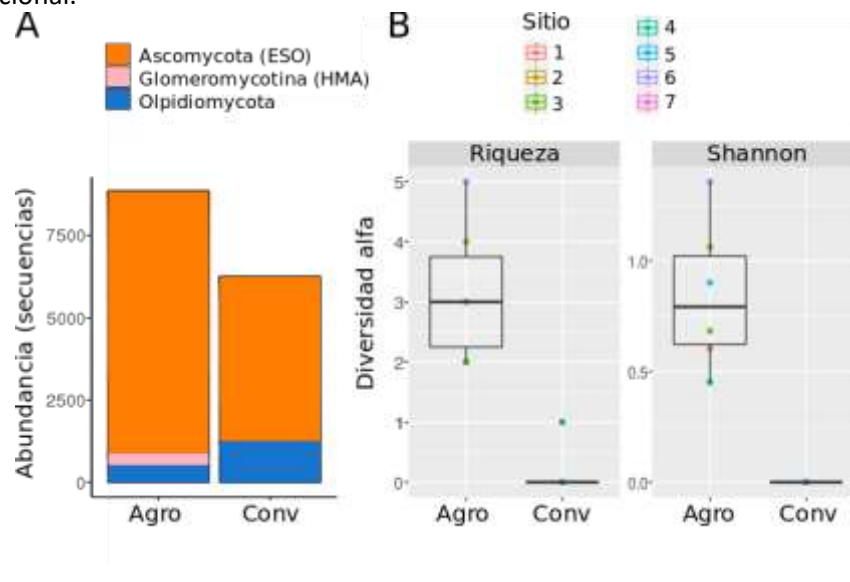 cional.
A
Ascomycota (ESO)
Glomeromycotina (HMA)
Olpidiomycota
Abundancia (secuencias)
7500
5000
2500
0
Agro Conv
B
Sitio
1
2
3
4
5
6
7
Riqueza Shannon
Diversidad alfa
5
4
3
2
1
0
1.0
0.5
0.0
Agro Conv Agro Conv